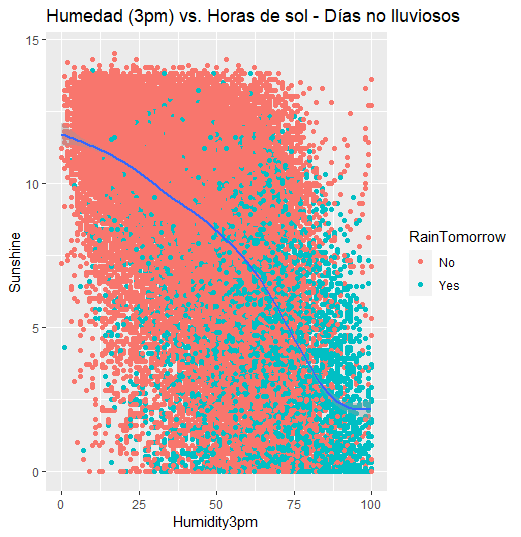 Humedad (3pm) vs. Horas de sol - Días no lluviosos
15
10
5
0
Sunshine
0 25 50 75 100
Humidity3pm
RainTomorrow
No
Yes